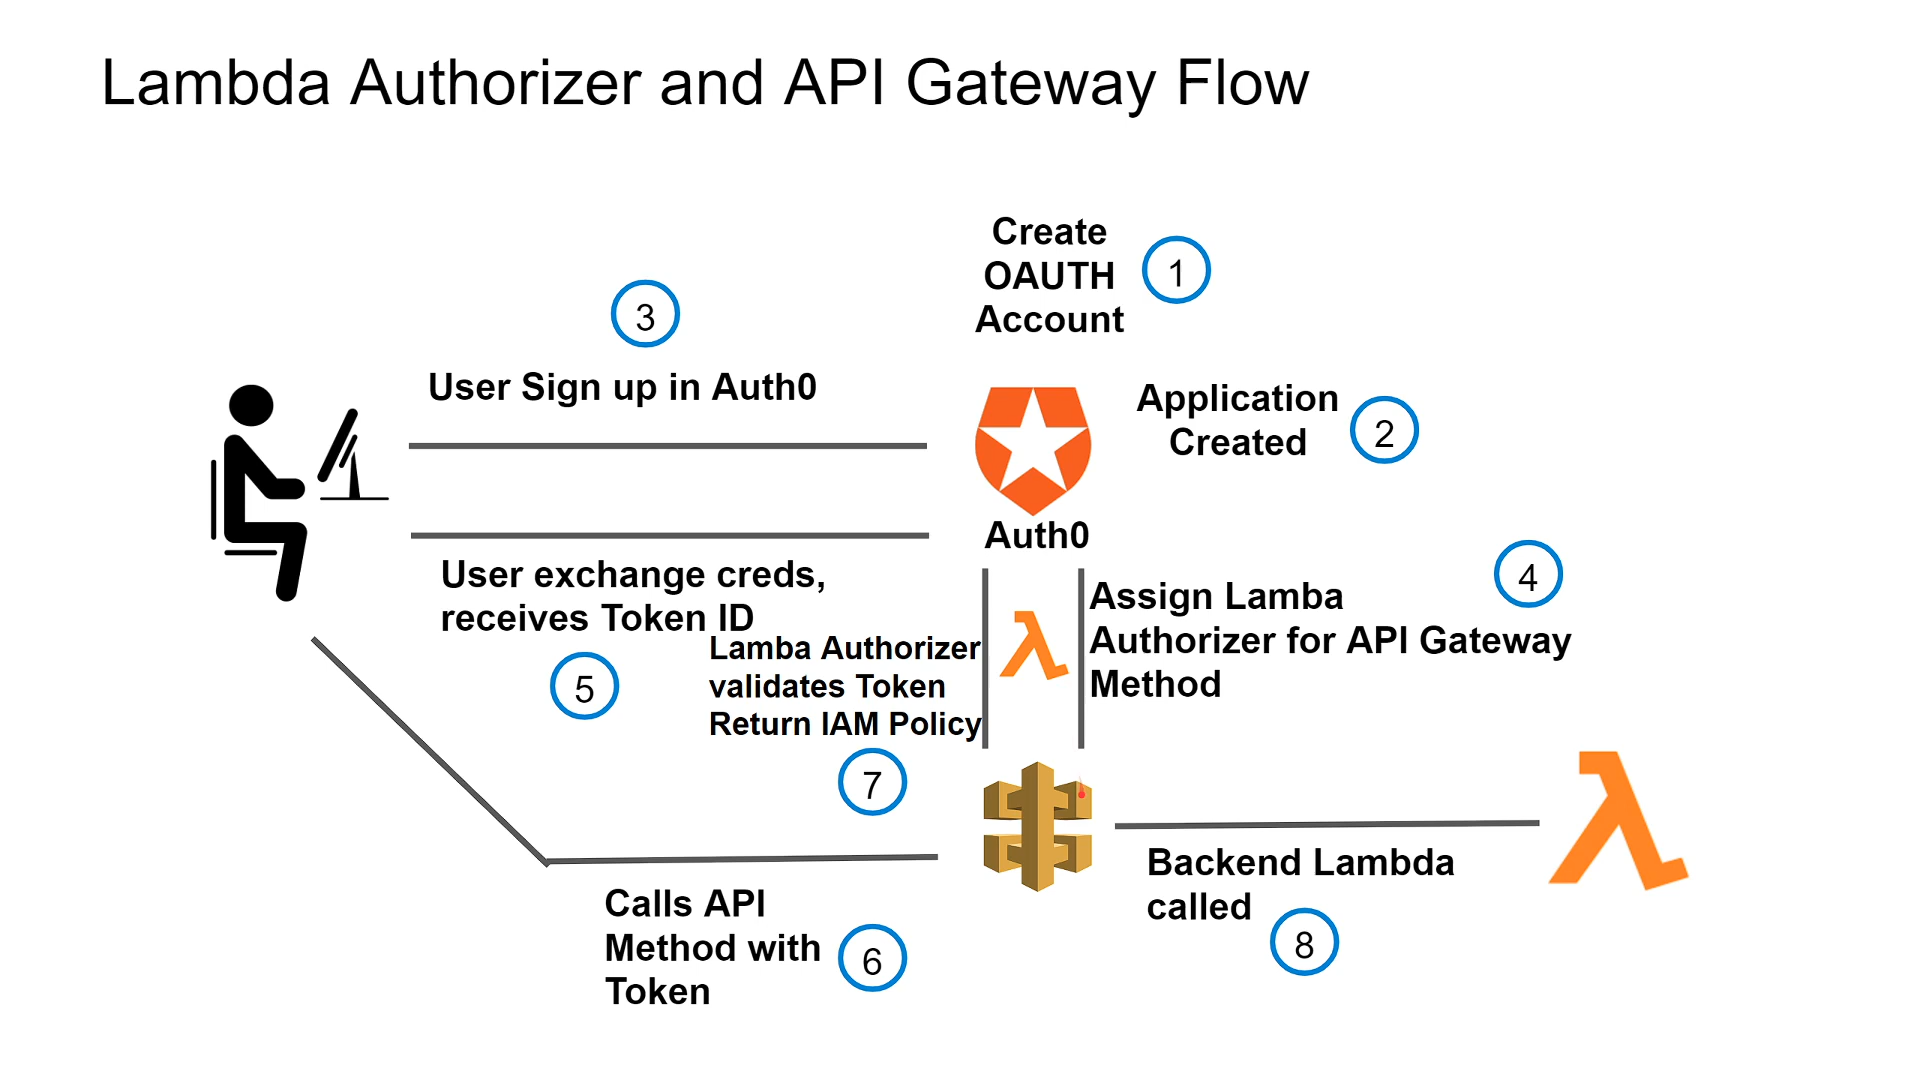 Lambda Authorizer and API Gateway Flow
Create
OAUTH
Account
1
3
User Sign up in Auth0
Application
Created
2
Auth0
User exchange creds,
receives Token ID
5
4
Assign Lamba
Authorizer for API Gateway
Method
Lamba Authorizer
validates Token
Return IAM Policy
7
Calls API
Method with
Token
6
Backend Lambda
called
8